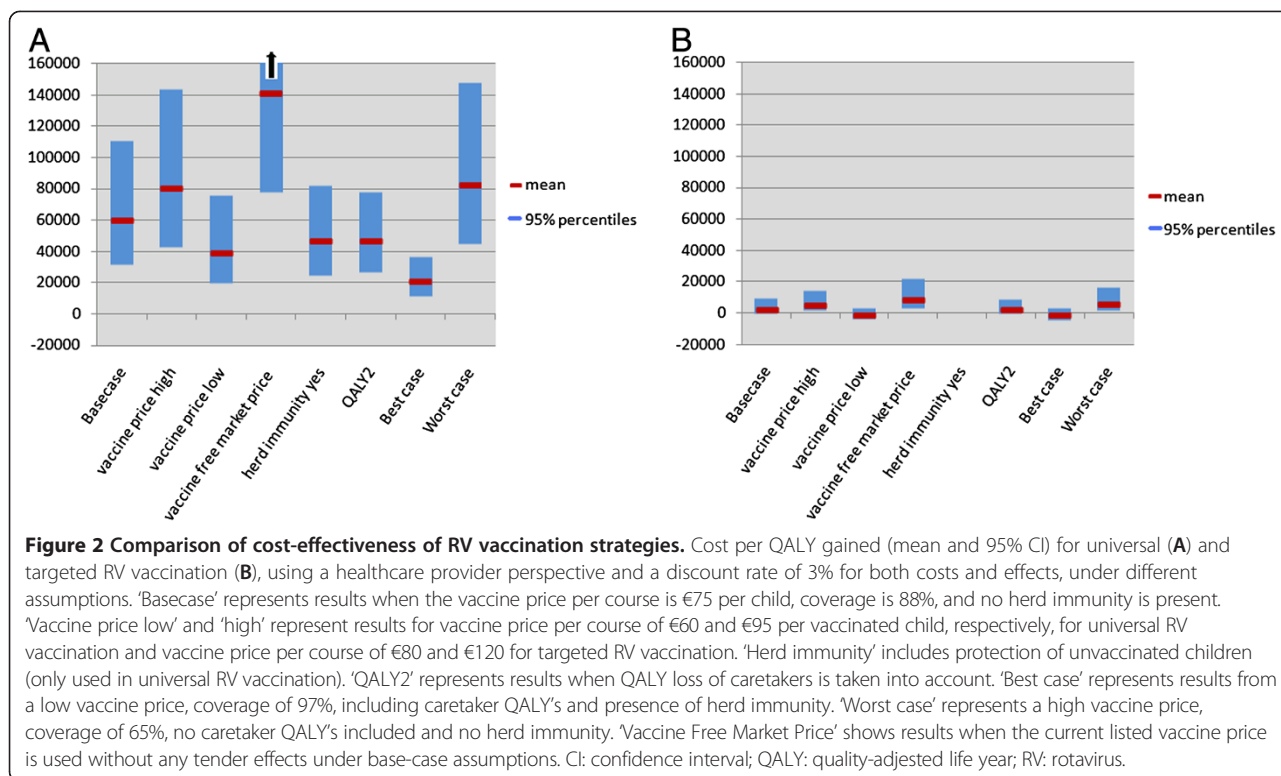 A
160000
140000
120000
100000
80000
60000
40000
20000
0
-20000
Basecase
vaccine price high
vaccine price low
vaccine free market price
herd immunity yes
QALY2
Best case
Worst case
mean
95% percentiles
B
160000
140000
120000
100000
80000
60000
40000
20000
0
-20000
Basecase
vaccine price high
vaccine price low
vaccine free market price
herd immunity yes
QALY2
Best case
Worst case
mean
95% percentiles
Figure 2 Comparison of cost-effectiveness of RV vaccination strategies. Cost per QALY gained (mean and 95% CI) for universal (A) and
targeted RV vaccination (B), using a healthcare provider perspective and a discount rate of 3% for both costs and effects, under different
assumptions. ‘Basecase’ represents results when the vaccine price per course is €75 per child, coverage is 88%, and no herd immunity is present.
‘Vaccine price low’ and ‘high’ represent results for vaccine price per course of €60 and €95 per vaccinated child, respectively, for universal RV
vaccination and vaccine price per course of €80 and €120 for targeted RV vaccination. ‘Herd immunity’ includes protection of unvaccinated children
(only used in universal RV vaccination). ‘QALY2’ represents results when QALY loss of caretakers is taken into account. ‘Best case’ represents results from
a low vaccine price, coverage of 97%, including caretaker QALY’s and presence of herd immunity. ‘Worst case’ represents a high vaccine price,
coverage of 65%, no caretaker QALY’s included and no herd immunity. ‘Vaccine Free Market Price’ shows results when the current listed vaccine price
is used without any tender effects under base-case assumptions. CI: confidence interval; QALY: quality-adjested life year; RV: rotavirus.